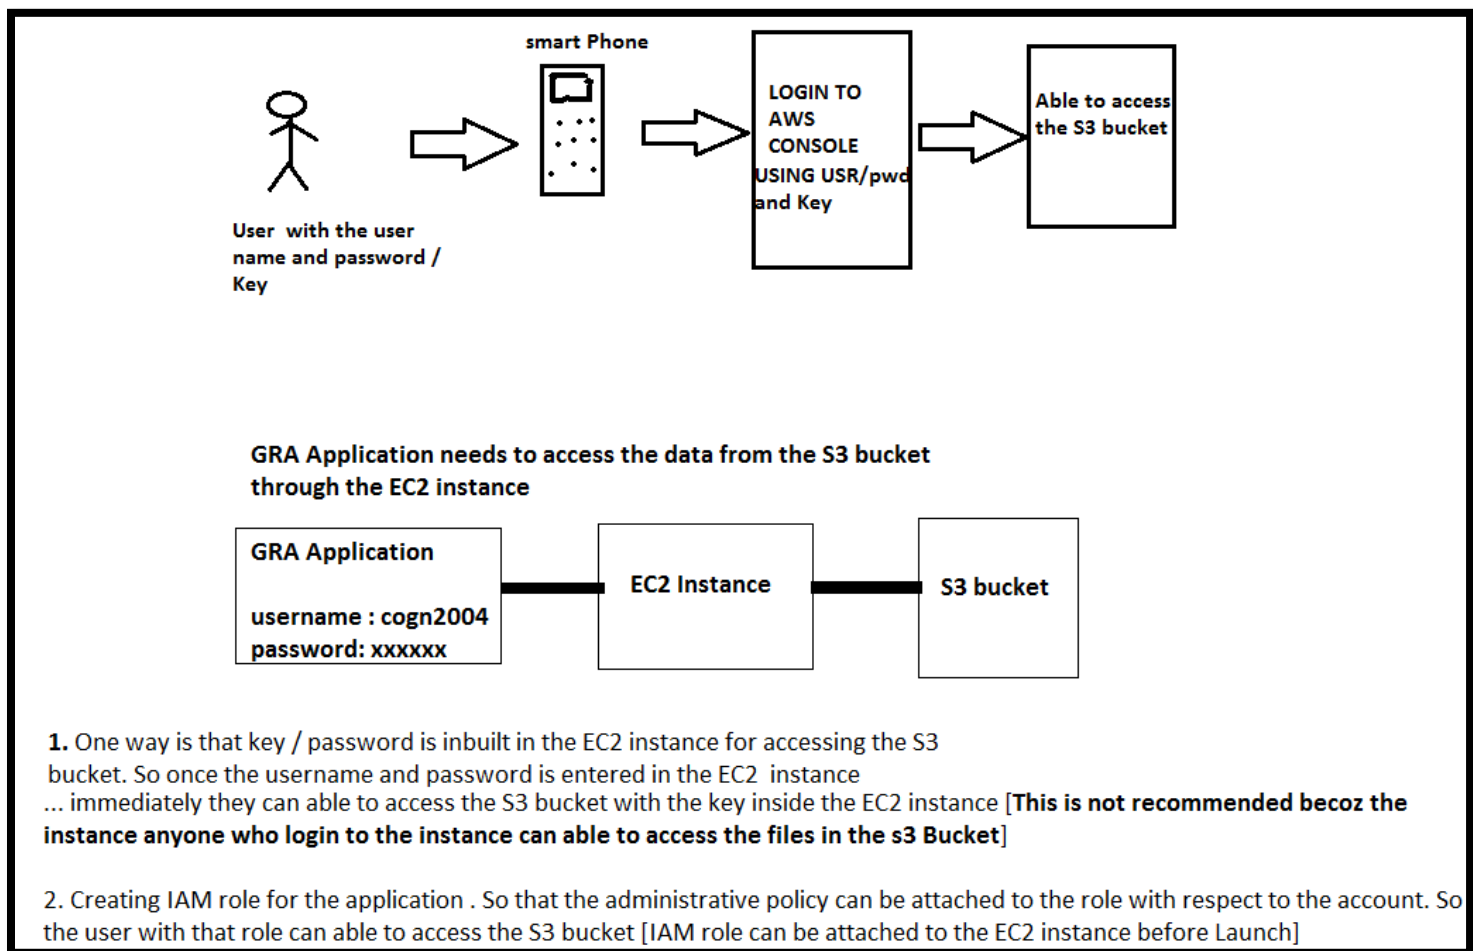 smart Phone
LOGIN TO
AWS
CONSOLE
USING USR/pwd
and Key
Able to access
the S3 bucket
User with the user
name and password /
Key
GRA Application needs to access the data from the S3 bucket
through the EC2 instance
GRA Application
username : cogn2004
password: xxxxxx
EC2 Instance
S3 bucket
1. One way is that key / password is inbuilt in the EC2 instance for accessing the S3
bucket. So once the username and password is entered in the EC2 instance
... immediately they can able to access the S3 bucket with the key inside the EC2 instance [This is not recommended becoz the
instance anyone who login to the instance can able to access the files in the s3 Bucket]
2. Creating IAM role for the application . So that the administrative policy can be attached to the role with respect to the account. So
the user with that role can able to access the S3 bucket [IAM role can be attached to the EC2 instance before Launch]